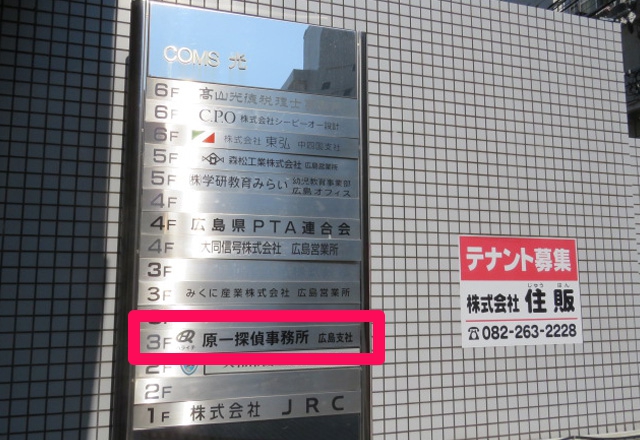 COMS 光
6F 髙山光德税理士
6F C.P.O 株式会社シーピーオー設計
6F 株式会社 東弘 中四国支社
5F 森松工業株式会社 広島営業所
5F ㈱学研教育みらい 幼児教育事業部 広島オフィス
4F
4F 広島県PTA連合会
4F 大同信号株式会社 広島営業所
3F
3F みくに産業株式会社 広島営業所
3F 原一探偵事務所 広島支社
2F
2F
1F 株式会社 JRC
テナント募集
じゅう はん
株式会社 住販
☎082-263-2228